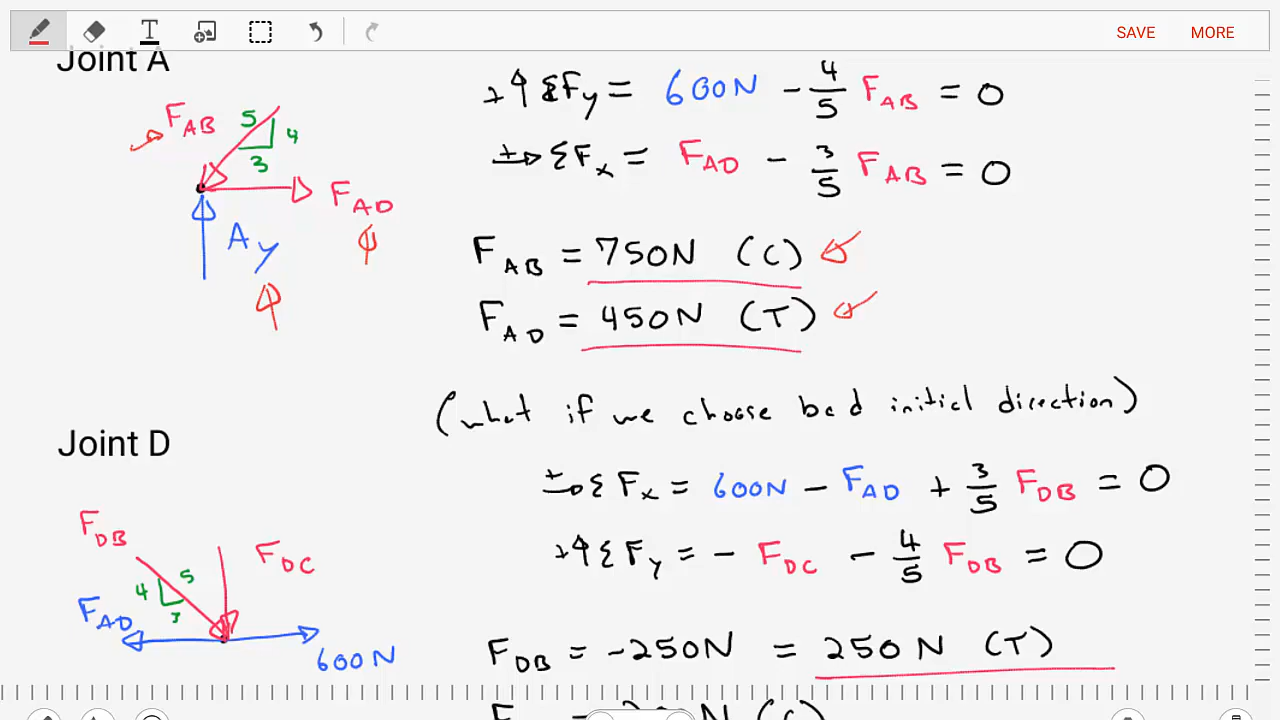 SAVE MORE
Joint A
+↑ ΣFy = 600N - 4/5 FAB = 0
+→ ΣFx = FAD - 3/5 FAB = 0
FAB 5 4 3
FAD
Ay
FAB = 750N (C)
FAD = 450N (T)
(what if we choose bad initial direction)
Joint D
+→ ΣFx = 600N - FAD + 3/5 FDB = 0
+↑ ΣFy = - FDC - 4/5 FDB = 0
FDB FDC
4 5 3
FAD
600N
FDB = -250N = 250N (T)